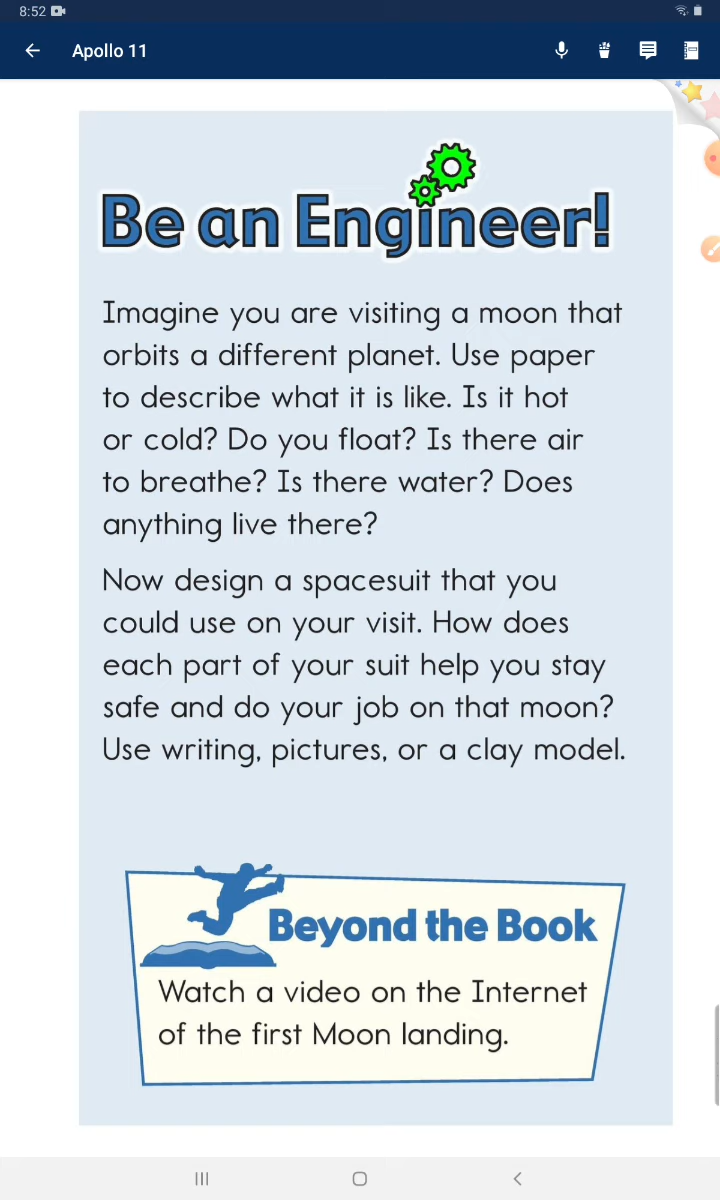 8:52
Apollo 11
Be an Engineer!
Imagine you are visiting a moon that
orbits a different planet. Use paper
to describe what it is like. Is it hot
or cold? Do you float? Is there air
to breathe? Is there water? Does
anything live there?
Now design a spacesuit that you
could use on your visit. How does
each part of your suit help you stay
safe and do your job on that moon?
Use writing, pictures, or a clay model.
Beyond the Book
Watch a video on the Internet
of the first Moon landing.